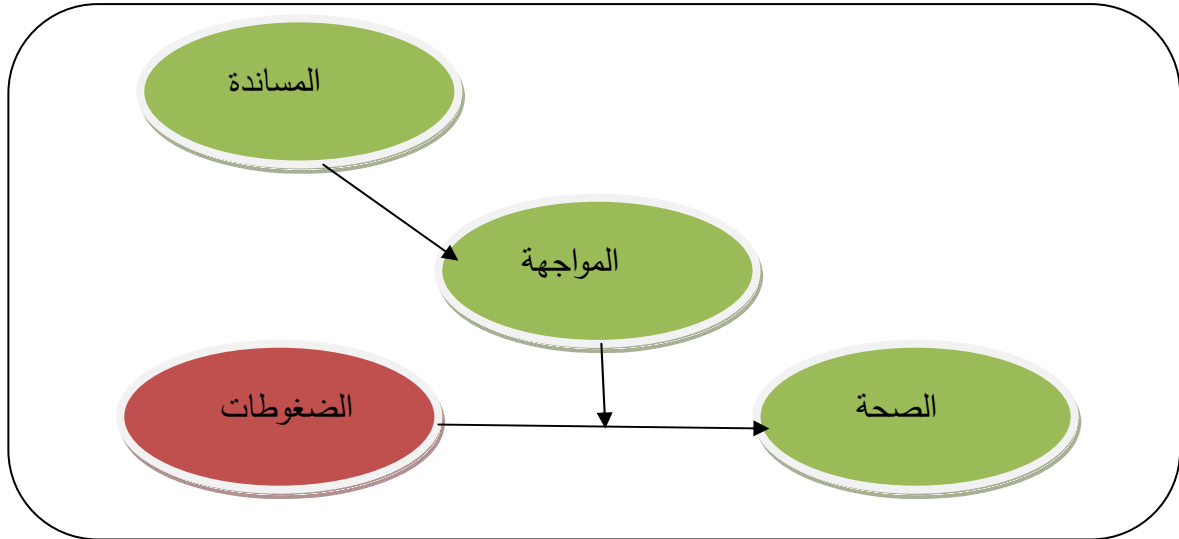 المساندة
المواجهة
الضغوطات
الصحة